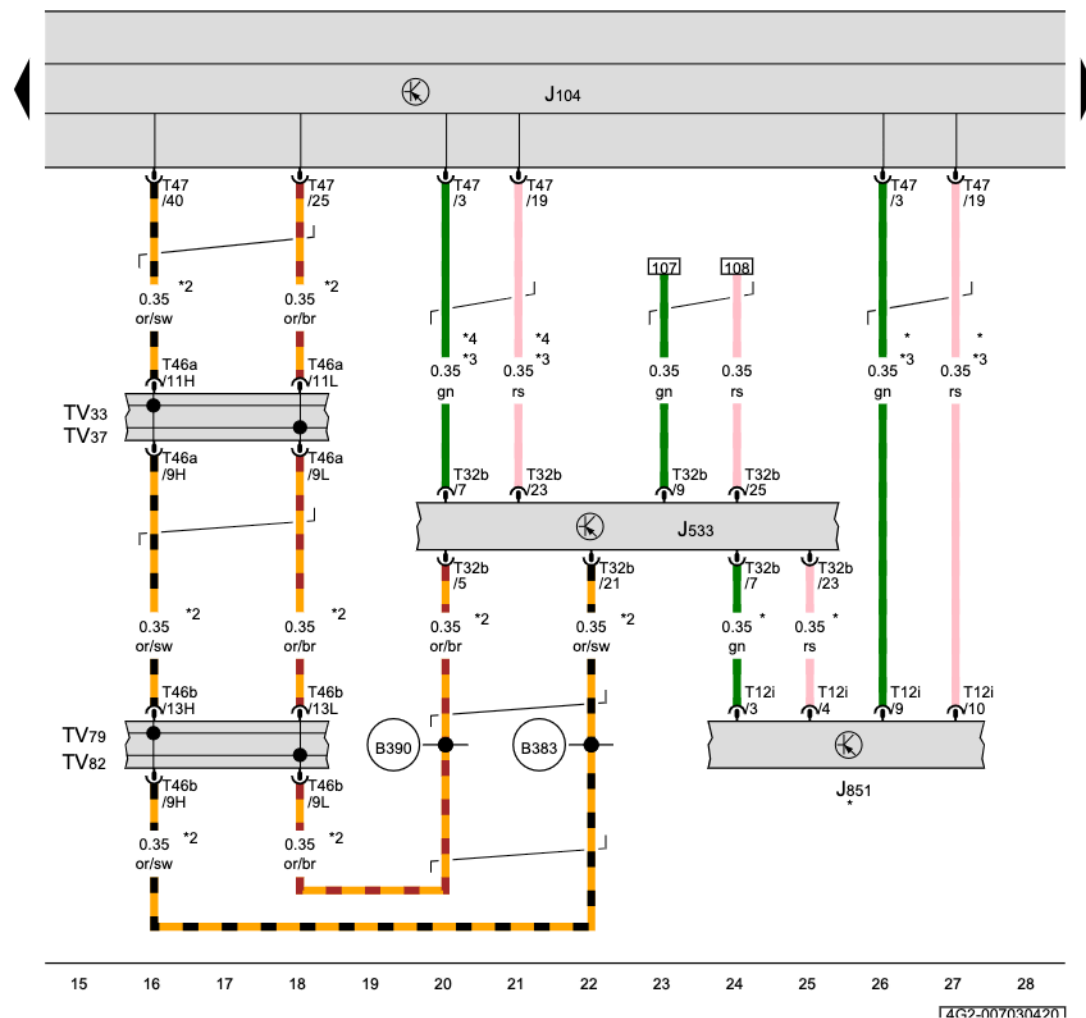 J104
T47 T47 T47 T47 T47 T47
/40 /25 /3 /19 /3 /19
107 108
*2 *2
0.35 0.35
or/sw or/br
*4 *4 * *
*3 *3 *3 *3
0.35 0.35 0.35 0.35 0.35 0.35
gn rs gn rs gn rs
T46a T46a
/11H /11L
TV33
TV37
T46a T46a
/9H /9L
T32b T32b T32b T32b
/7 /23 /9 /25
J533
T32b T32b T32b T32b
/5 /21 /7 /23
*2 *2 *2 *2 * *
0.35 0.35 0.35 0.35 0.35 0.35
or/sw or/br or/br or/sw gn rs
T46b T46b T12i T12i T12i T12i
/13H /13L /3 /4 /9 /10
TV79
TV82
B390 B383
T46b T46b
/9H /9L
J851
*
*2 *2
0.35 0.35
or/sw or/br
15 16 17 18 19 20 21 22 23 24 25 26 27 28
4G2-007030420